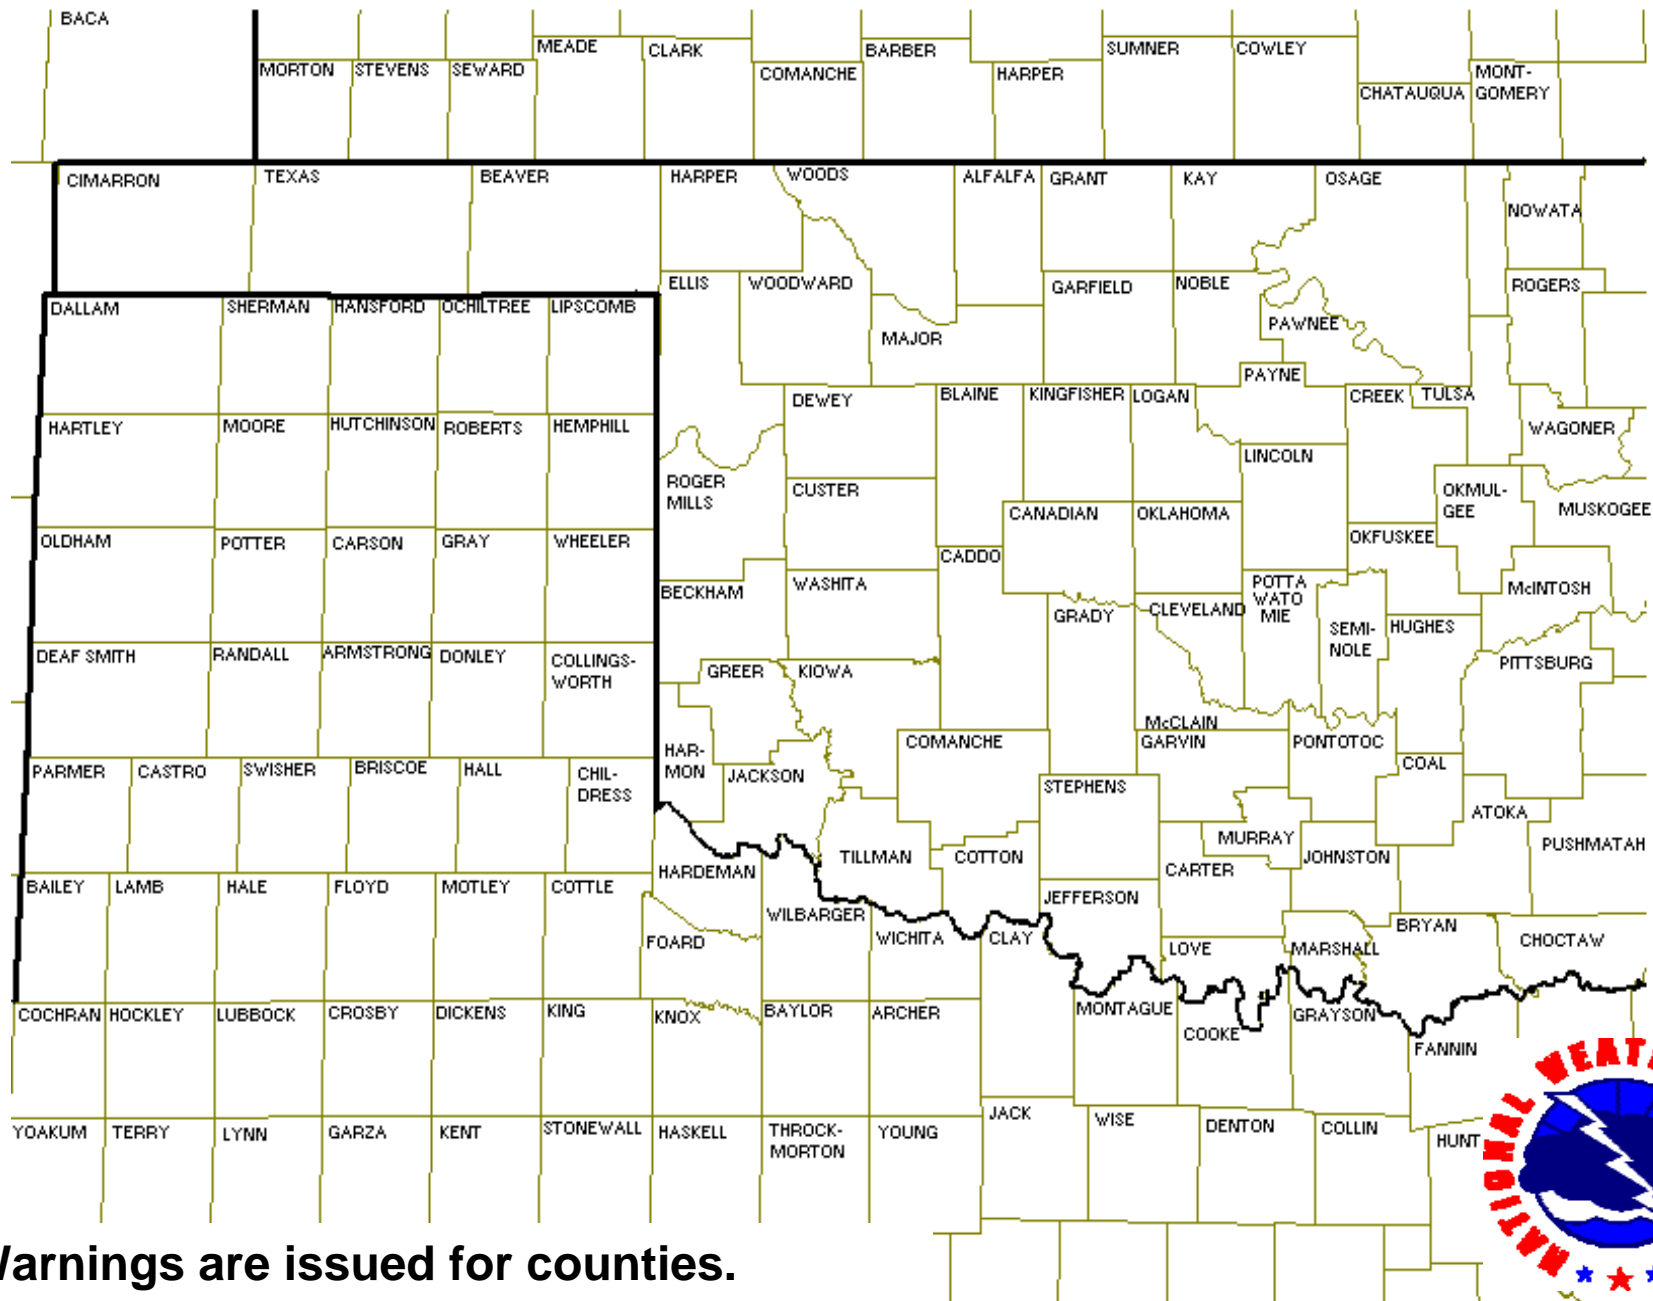 BACA
MEADE
CLARK
BARBER
SUMNER
COWLEY
MORTON
STEVENS
SEWARD
COMANCHE
HARPER
MONT-
GOMERY
CHATAUQUA
CIMARRON
TEXAS
BEAVER
HARPER
WOODS
ALFALFA
GRANT
KAY
OSAGE
NOWATA
ELLIS
WOODWARD
GARFIELD
NOBLE
ROGERS
DALLAM
SHERMAN
HANSFORD
OCHILTREE
LIPSCOMB
MAJOR
PAWNEE
PAYNE
DEWEY
BLAINE
KINGFISHER
LOGAN
CREEK
TULSA
HARTLEY
MOORE
HUTCHINSON
ROBERTS
HEMPHILL
WAGONER
LINCOLN
ROGER
MILLS
CUSTER
OKMUL-
GEE
CANADIAN
OKLAHOMA
MUSKOGEE
OLDHAM
POTTER
CARSON
GRAY
WHEELER
CADDO
OKFUSKEE
BECKHAM
WASHITA
POTTA
WATO
MIE
McINTOSH
GRADY
CLEVELAND
SEMI-
NOLE
HUGHES
DEAF SMITH
RANDALL
ARMSTRONG
DONLEY
COLLINGS-
WORTH
GREER
KIOWA
PITTSBURG
McCLAIN
HAR-
MON
COMANCHE
GARVIN
PONTOTOC
COAL
PARMER
CASTRO
SWISHER
BRISCOE
HALL
CHIL-
DRESS
JACKSON
STEPHENS
ATOKA
MURRAY
PUSHMATAH
TILLMAN
COTTON
JOHNSTON
HARDEMAN
CARTER
BAILEY
LAMB
HALE
FLOYD
MOTLEY
COTTLE
JEFFERSON
WILBARGER
BRYAN
FOARD
WICHITA
CLAY
LOVE
MARSHALL
CHOCTAW
COCHRAN
HOCKLEY
LUBBOCK
CROSBY
DICKENS
KING
KNOX
BAYLOR
ARCHER
MONTAGUE
COOKE
GRAYSON
FANNIN
YOAKUM
TERRY
LYNN
GARZA
KENT
STONEWALL
HASKELL
THROCK-
MORTON
YOUNG
JACK
WISE
DENTON
COLLIN
HUNT
NATIONAL WEAT
Warnings are issued for counties.